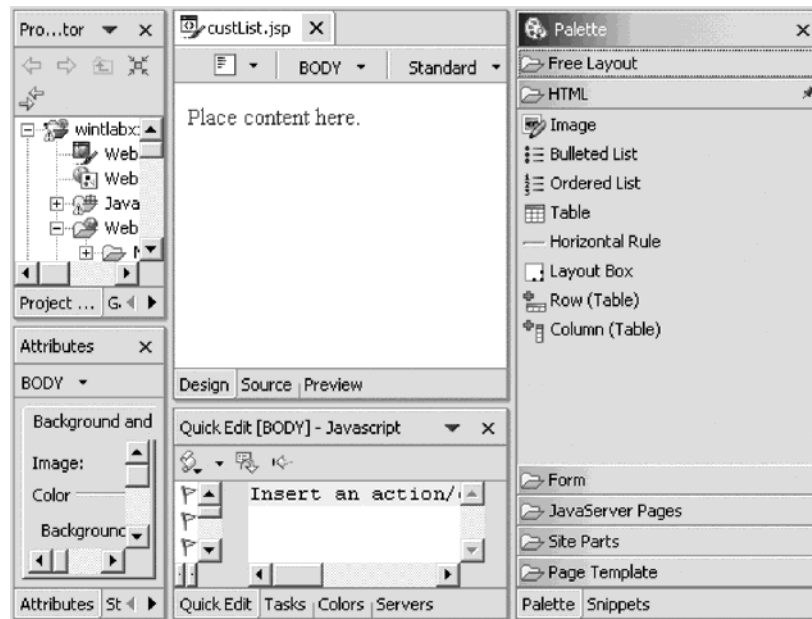 Pro...tor
wintlabx:
Web
Web
Java
Web
Project ... G
Attributes
BODY
Background and
Image:
Color
Background
Attributes St
custList.jsp
BODY Standard
Place content here.
Design Source Preview
Quick Edit [BODY] - Javascript
Insert an action/
Quick Edit Tasks Colors Servers
Palette
Free Layout
HTML
Image
Bulleted List
Ordered List
Table
Horizontal Rule
Layout Box
Row (Table)
Column (Table)
Form
JavaServer Pages
Site Parts
Page Template
Palette Snippets